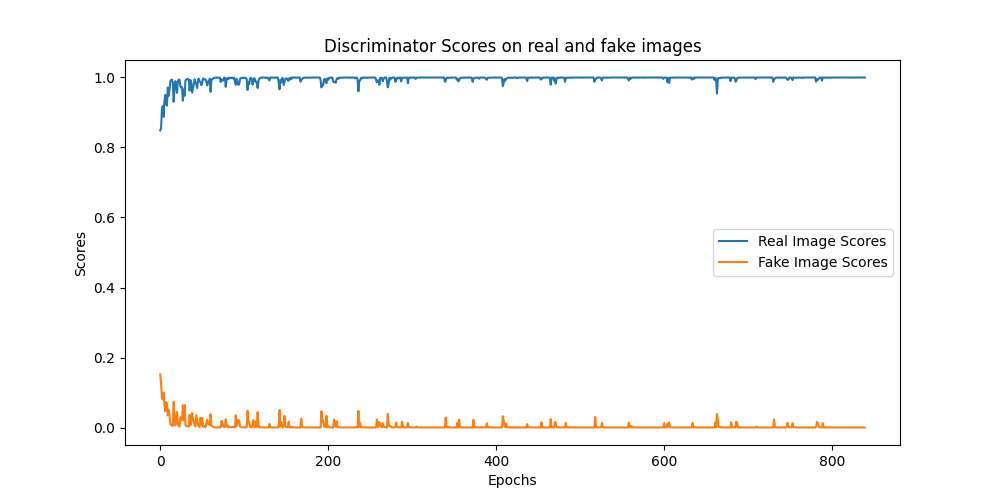 Discriminator Scores on real and fake images
1.0
0.8
0.6
0.4
0.2
0.0
Scores
Real Image Scores
Fake Image Scores
0 200 400 600 800
Epochs